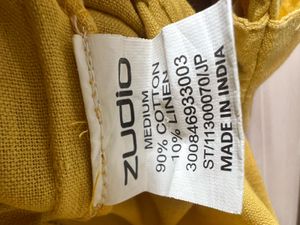 ZUDIO
MEDIUM
90% COTTON
10% LINEN
300846933003
ST/11300070/JP
MADE IN INDIA